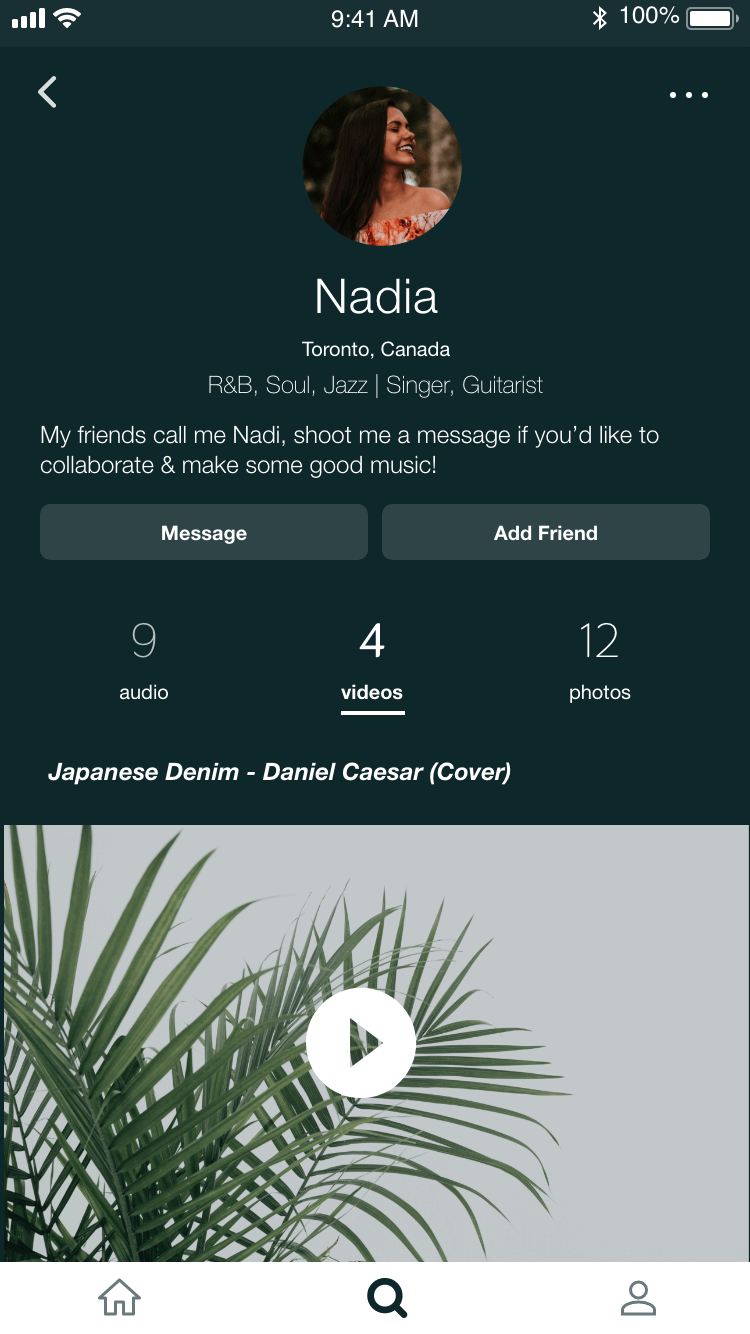 9:41 AM 100%
Nadia
Toronto, Canada
R&B, Soul, Jazz | Singer, Guitarist
My friends call me Nadi, shoot me a message if you’d like to
collaborate & make some good music!
Message Add Friend
9 4 12
audio videos photos
Japanese Denim - Daniel Caesar (Cover)